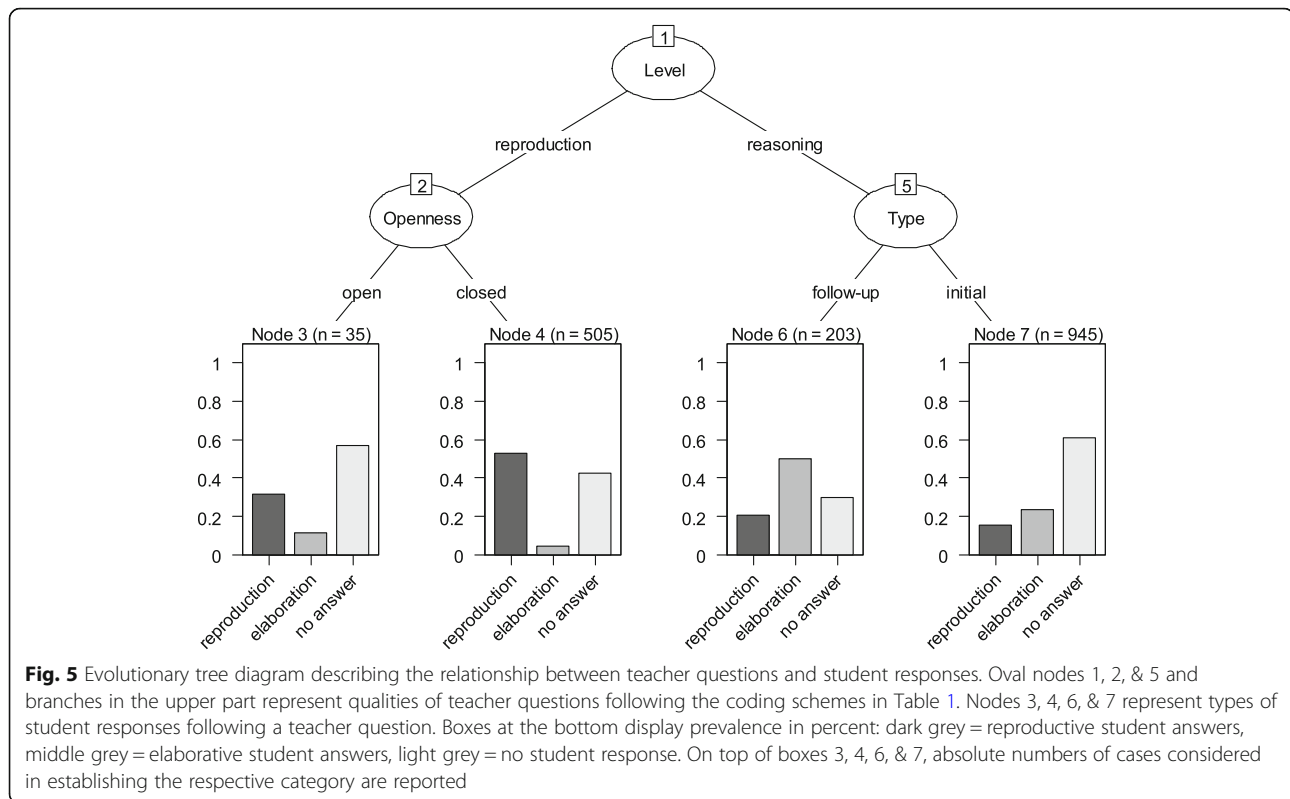 1
Level
reproduction
reasoning
2
Openness
5
Type
open
closed
follow-up
initial
Node 3 (n = 35)
1
0.8
0.6
0.4
0.2
0
reproduction
elaboration
no answer
Node 4 (n = 505)
1
0.8
0.6
0.4
0.2
0
reproduction
elaboration
no answer
Node 6 (n = 203)
1
0.8
0.6
0.4
0.2
0
reproduction
elaboration
no answer
Node 7 (n = 945)
1
0.8
0.6
0.4
0.2
0
reproduction
elaboration
no answer
Fig. 5 Evolutionary tree diagram describing the relationship between teacher questions and student responses. Oval nodes 1, 2, & 5 and
branches in the upper part represent qualities of teacher questions following the coding schemes in Table 1. Nodes 3, 4, 6, & 7 represent types of
student responses following a teacher question. Boxes at the bottom display prevalence in percent: dark grey = reproductive student answers,
middle grey = elaborative student answers, light grey = no student response. On top of boxes 3, 4, 6, & 7, absolute numbers of cases considered
in establishing the respective category are reported